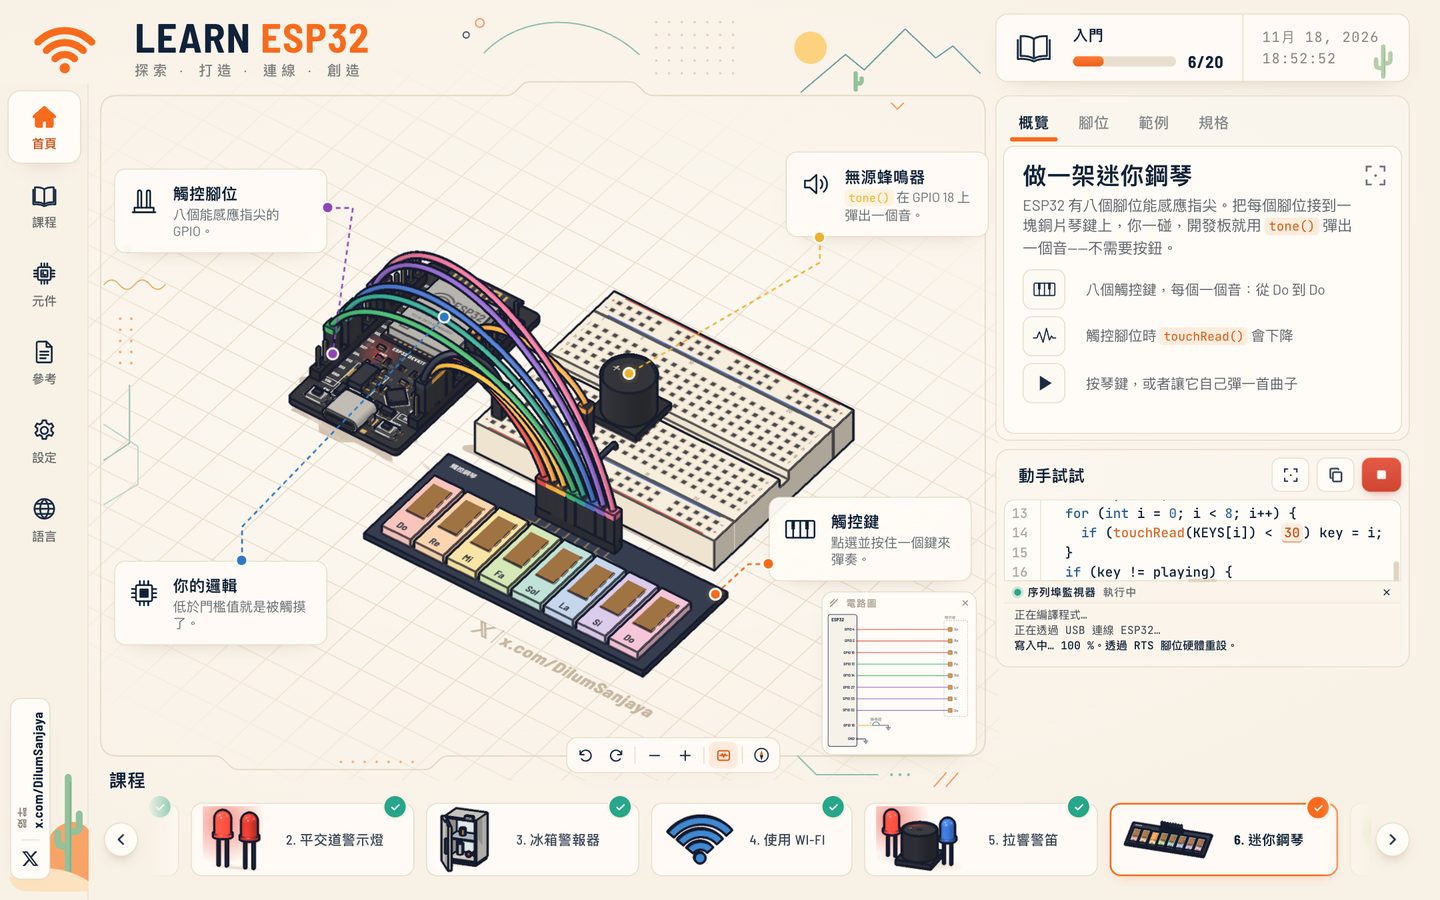 LEARN ESP32
探索 · 打造 · 連線 · 創造
入門
6/20
11月 18, 2026
18:52:52
首頁
課程
元件
參考
設定
語言
設計
x.com/DilumSanjaya
觸控腳位
八個能感應指尖的
GPIO。
無源蜂鳴器
tone() 在 GPIO 18 上
彈出一個音。
你的邏輯
低於門檻值就是被觸摸
了。
觸控鍵
點選並按住一個鍵來
彈奏。
ESP32
觸控鋼琴
Do
Re
Mi
Fa
Sol
La
Si
Do
x.com/DilumSanjaya
電路圖
ESP32
概覽
腳位
範例
規格
做一架迷你鋼琴
ESP32 有八個腳位能感應指尖。把每個腳位接到一
塊銅片琴鍵上，你一碰，開發板就用 tone() 彈出
一個音——不需要按鈕。
八個觸控鍵，每個一個音：從 Do 到 Do
觸控腳位時 touchRead() 會下降
按琴鍵，或者讓它自己彈一首曲子
動手試試
13 for (int i = 0; i < 8; i++) {
14 if (touchRead(KEYS[i]) < 30) key = i;
15 }
16 if (key != playing) {
序列埠監視器 執行中
正在編譯程式…
正在透過 USB 連線 ESP32…
寫入中… 100 %。透過 RTS 腳位硬體重設。
課程
2. 平交道警示燈
3. 冰箱警報器
4. 使用 WI-FI
5. 拉響警笛
6. 迷你鋼琴